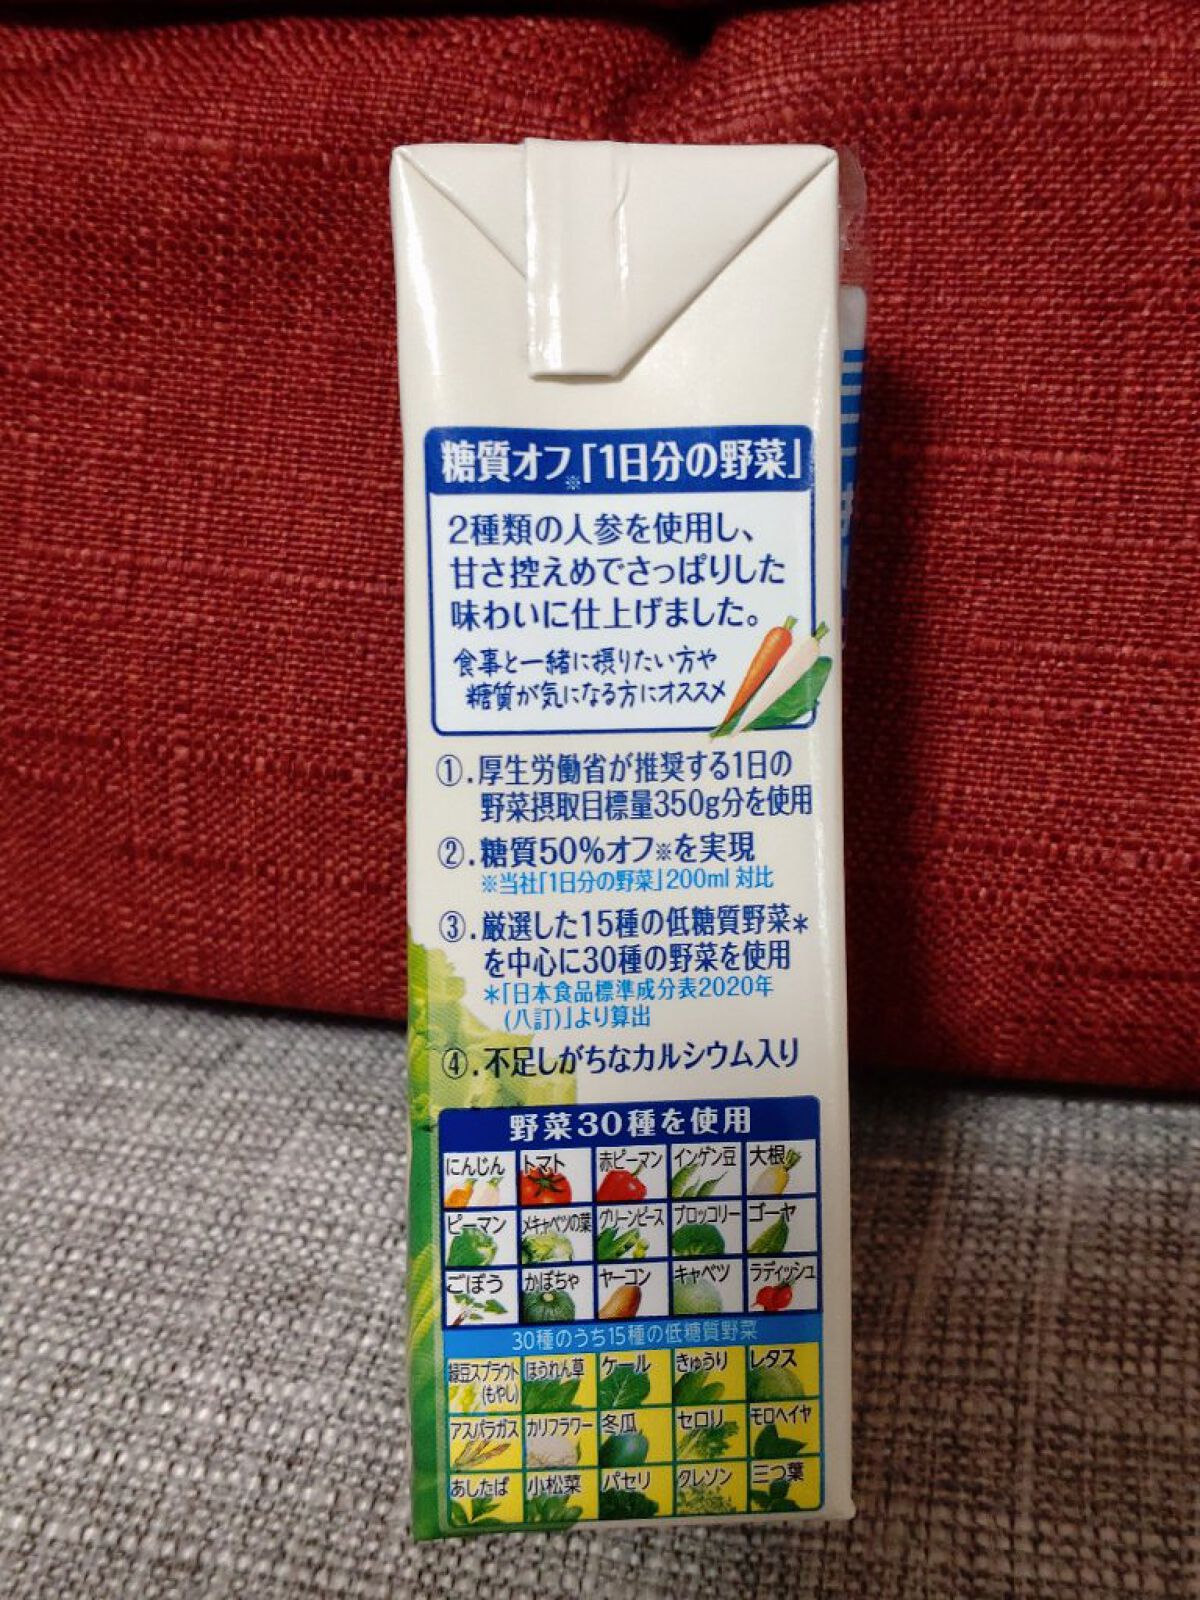 糖質オフ※「1日分の野菜」
2種類の人参を使用し、
甘さ控えめでさっぱりした
味わいに仕上げました。
食事と一緒に摂りたい方や
糖質が気になる方にオススメ
①.厚生労働省が推奨する1日の
野菜摂取目標量350g分を使用
②.糖質50%オフ※を実現
※当社「1日分の野菜」200ml 対比
③.厳選した15種の低糖質野菜*
を中心に30種の野菜を使用
*「日本食品標準成分表2020年
(八訂)」より算出
④.不足しがちなカルシウム入り
野菜30種を使用
にんじん トマト 赤ピーマン インゲン豆 大根
ピーマン メキャベツの葉 グリーンピース ブロッコリー ゴーヤ
ごぼう かぼちゃ ヤーコン キャベツ ラディッシュ
30種のうち15種の低糖質野菜
緑豆スプラウト ほうれん草 ケール きゅうり レタス
(もやし)
アスパラガス カリフラワー 冬瓜 セロリ モロヘイヤ
あしたば 小松菜 パセリ クレソン 三つ葉